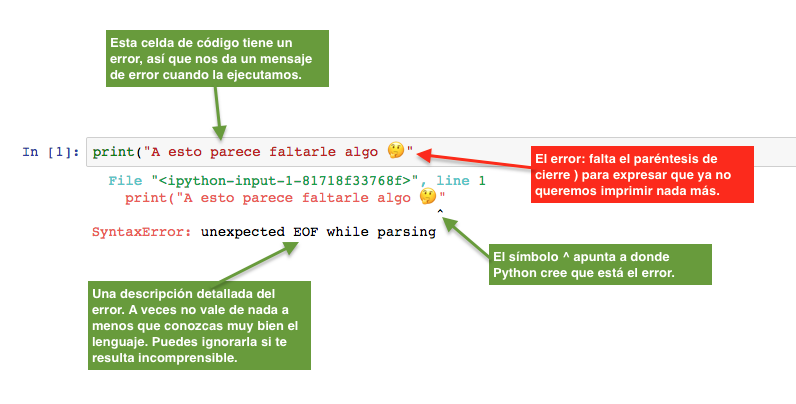 Esta celda de código tiene un
error, así que nos da un mensaje
de error cuando la ejecutamos.
In [1]: print("A esto parece faltarle algo 🤔"
El error: falta el paréntesis de
cierre ) para expresar que ya no
queremos imprimir nada más.
File "<ipython-input-1-81718f33768f>", line 1
print("A esto parece faltarle algo 🤔"
^
SyntaxError: unexpected EOF while parsing
El símbolo ^ apunta a donde
Python cree que está el error.
Una descripción detallada del
error. A veces no vale de nada a
menos que conozcas muy bien el
lenguaje. Puedes ignorarla si te
resulta incomprensible.